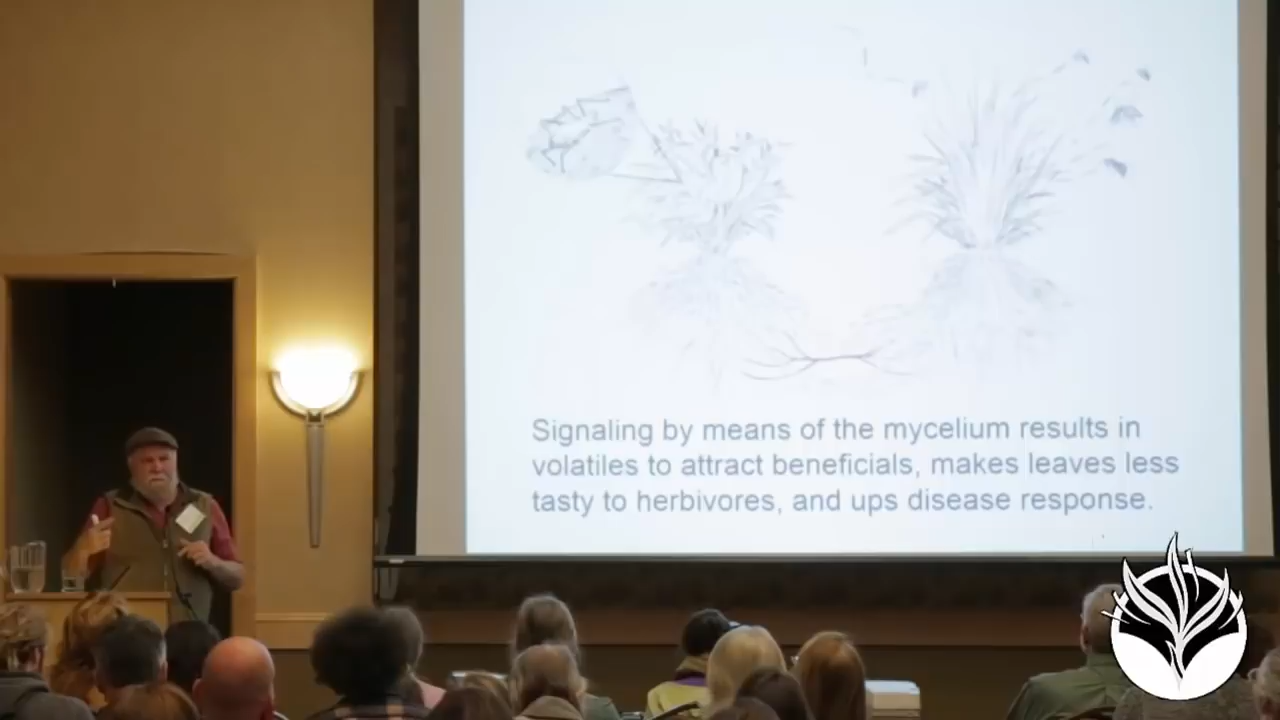 Signaling by means of the mycelium results in
volatiles to attract beneficials, makes leaves less
tasty to herbivores, and ups disease response.